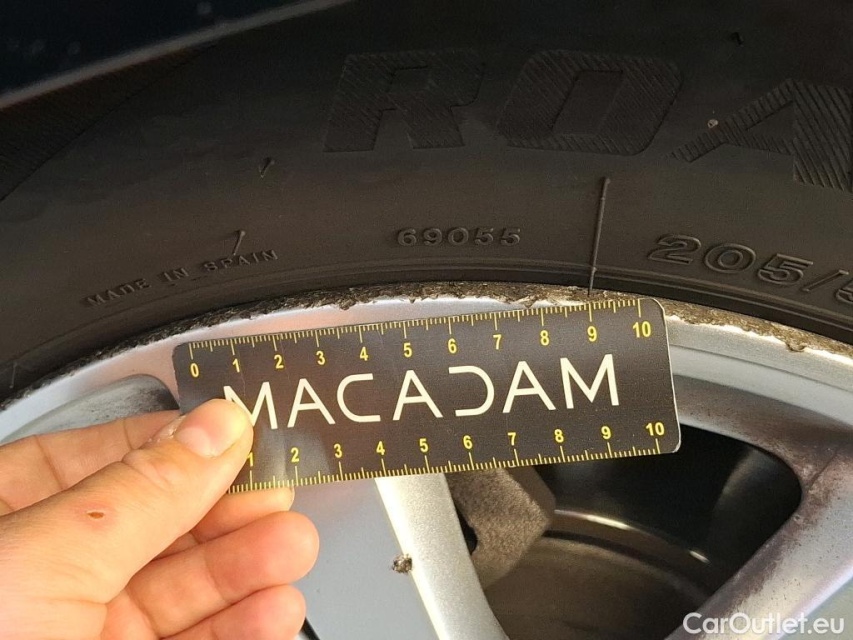 ROA
69055
MADE IN SPAIN
205/5
0 1 2 3 4 5 6 7 8 9 10
MACADAM
1 2 3 4 5 6 7 8 9 10
CarOutlet.eu